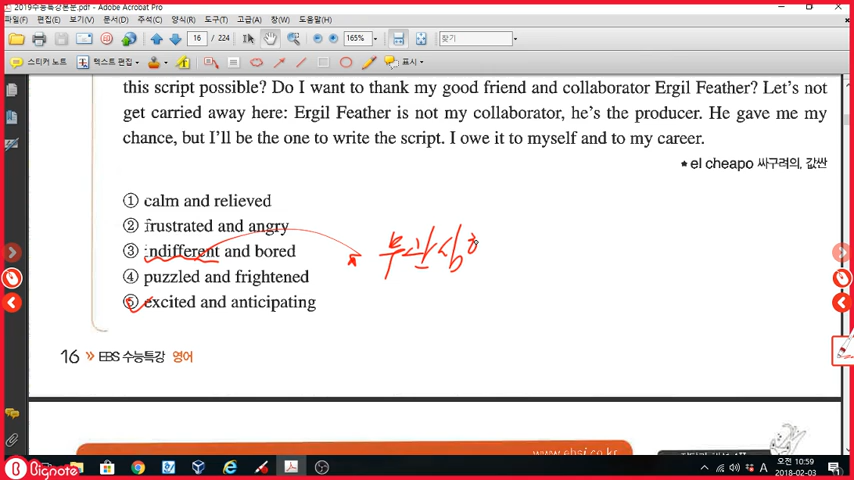 2019수능특강본문.pdf - Adobe Acrobat Pro
파일(F) 편집(E) 보기(V) 문서(D) 주석(C) 양식(R) 도구(T) 고급(A) 창(W) 도움말(H)
16 / 224 165% 찾기
스티커 노트 텍스트 편집 표시
this script possible? Do I want to thank my good friend and collaborator Ergil Feather? Let's not
get carried away here: Ergil Feather is not my collaborator, he's the producer. He gave me my
chance, but I'll be the one to write the script. I owe it to myself and to my career.
★ el cheapo 싸구려의, 값싼
① calm and relieved
② frustrated and angry
③ indifferent and bored
무관심ㅎ
④ puzzled and frightened
⑤ excited and anticipating
16 » EBS 수능특강 영어
www.ebsi.co.kr
Bignote
A 오전 10:59
2018-02-03